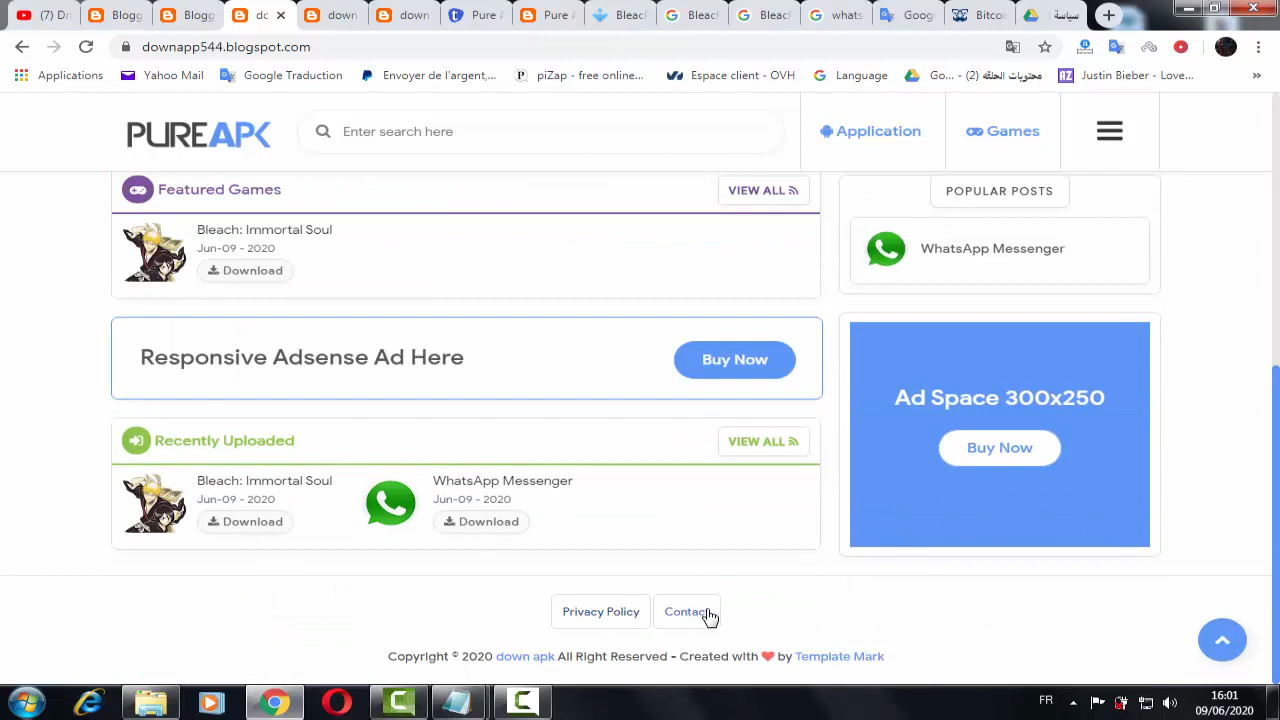 (7) Dr
Blogg
Blogg
dc
down
down
Pure A
Pure A
Bleach
Bleach
Bleach
whats
Goog
Bitco
سياسة
downapp544.blogspot.com
Applications
Yahoo Mail
Google Traduction
Envoyer de l'argent,...
piZap - free online...
Espace client - OVH
Language
Go... - (2) محتويات الحلقه
Justin Bieber - Love...
»
PUREAPK
Enter search here
Application
Games
Featured Games
VIEW ALL
Bleach: Immortal Soul
Jun-09 - 2020
Download
POPULAR POSTS
WhatsApp Messenger
Responsive Adsense Ad Here
Buy Now
Ad Space 300x250
Buy Now
Recently Uploaded
VIEW ALL
Bleach: Immortal Soul
Jun-09 - 2020
Download
WhatsApp Messenger
Jun-09 - 2020
Download
Privacy Policy
Contact
Copyright © 2020 down apk All Right Reserved - Created with ❤ by Template Mark
FR
16:01
09/06/2020